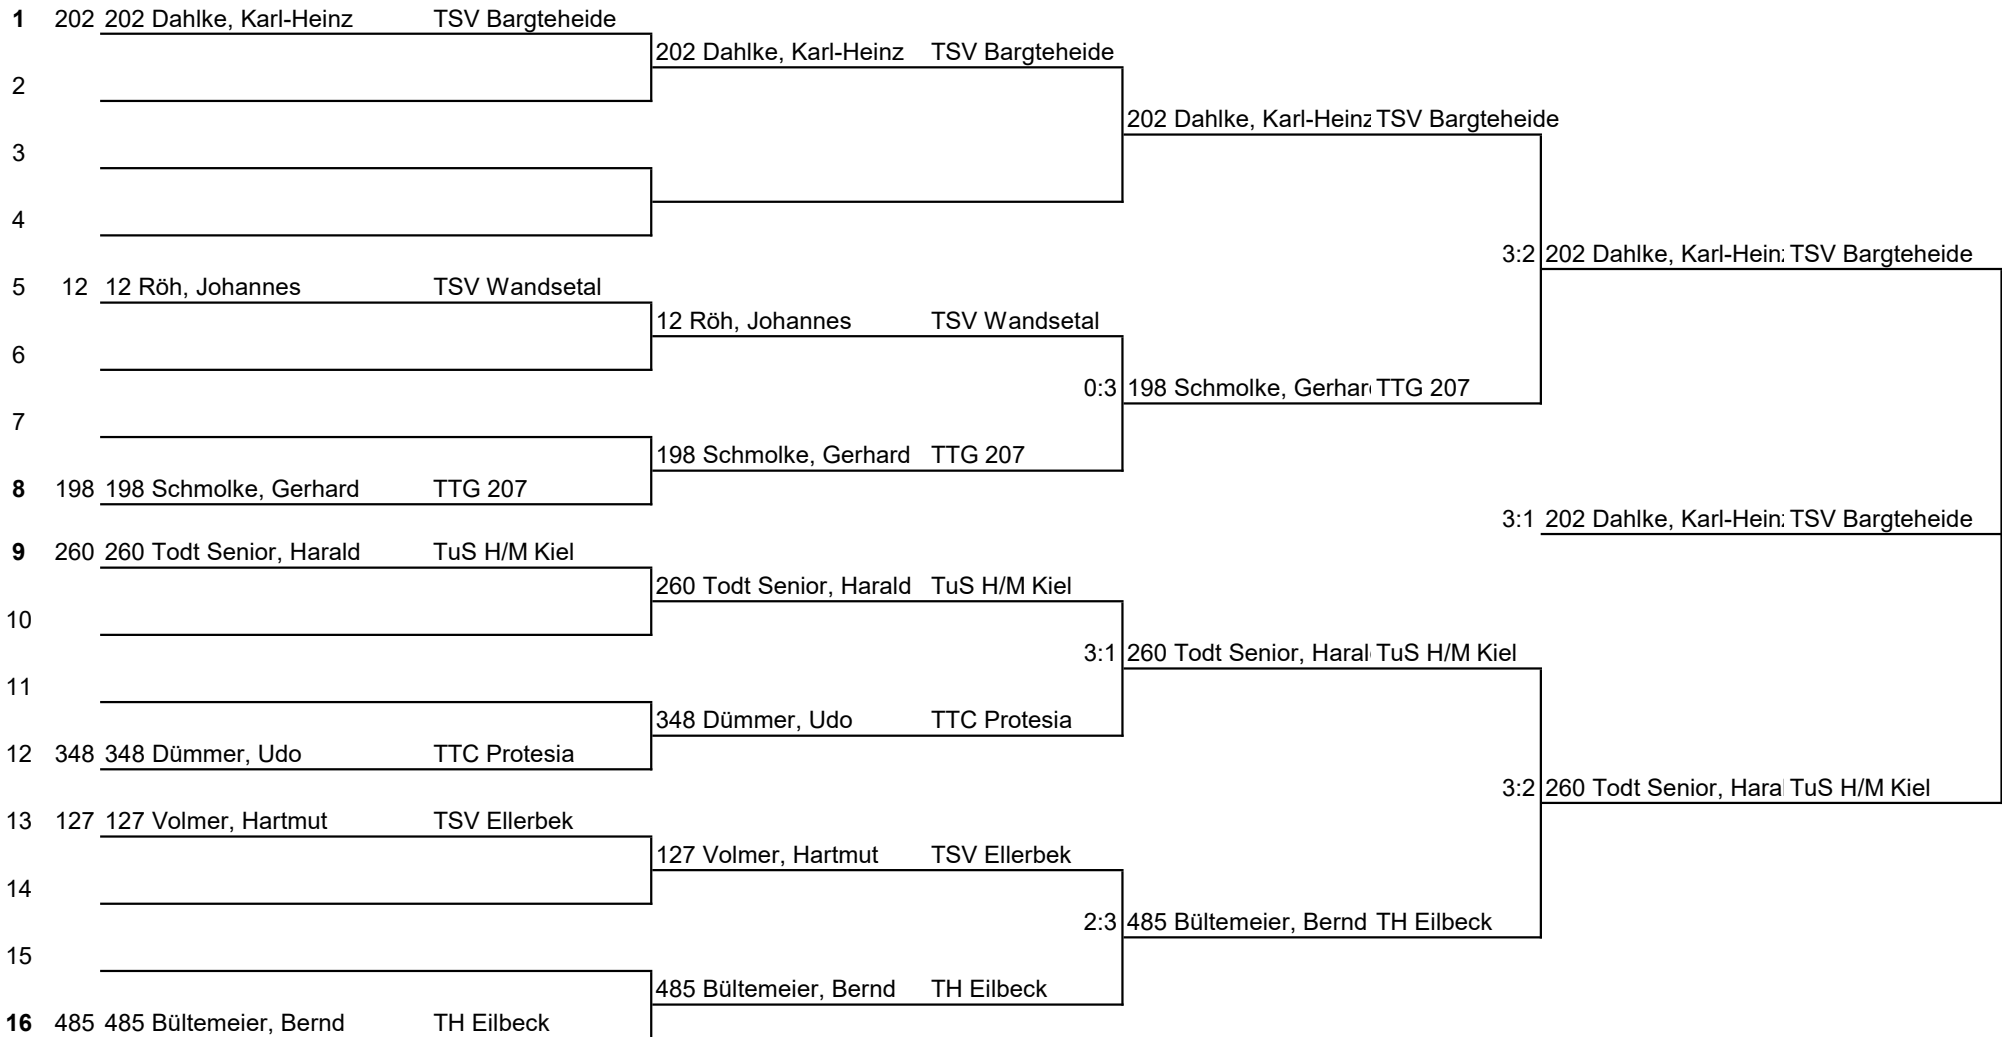 1 202 202 Dahlke, Karl-Heinz TSV Bargteheide
202 Dahlke, Karl-Heinz TSV Bargteheide
2
202 Dahlke, Karl-Heinz TSV Bargteheide
3
4
3:2 202 Dahlke, Karl-Hein TSV Bargteheide
5 12 12 Röh, Johannes TSV Wandsetal
12 Röh, Johannes TSV Wandsetal
6
0:3 198 Schmolke, Gerhar TTG 207
7
198 Schmolke, Gerhard TTG 207
8 198 198 Schmolke, Gerhard TTG 207
3:1 202 Dahlke, Karl-Hein TSV Bargteheide
9 260 260 Todt Senior, Harald TuS H/M Kiel
260 Todt Senior, Harald TuS H/M Kiel
10
3:1 260 Todt Senior, Haral TuS H/M Kiel
11
348 Dümmer, Udo TTC Protesia
12 348 348 Dümmer, Udo TTC Protesia
3:2 260 Todt Senior, Hara TuS H/M Kiel
13 127 127 Volmer, Hartmut TSV Ellerbek
127 Volmer, Hartmut TSV Ellerbek
14
2:3 485 Bültemeier, Bernd TH Eilbeck
15
485 Bültemeier, Bernd TH Eilbeck
16 485 485 Bültemeier, Bernd TH Eilbeck